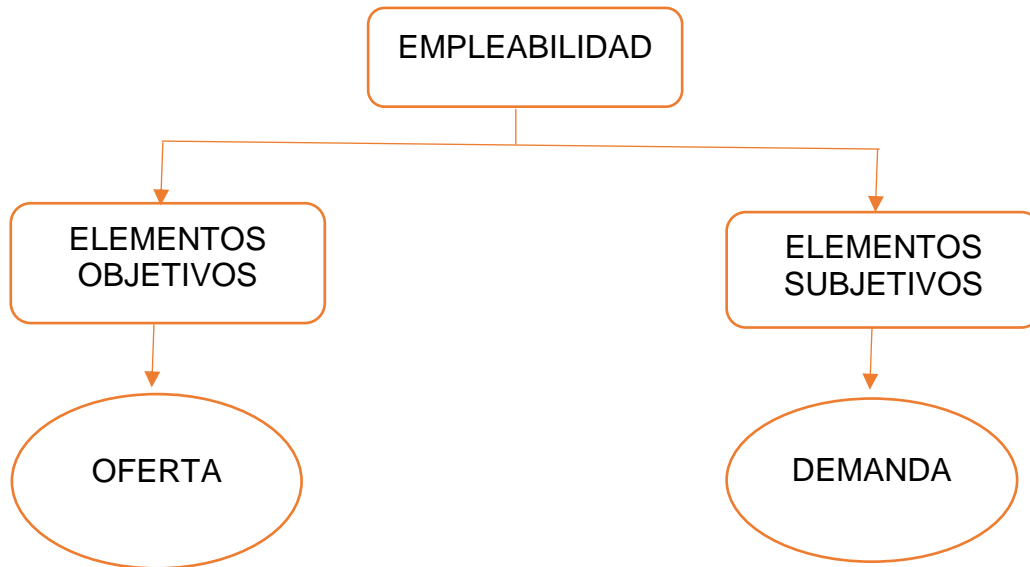 EMPLEABILIDAD
ELEMENTOS
OBJETIVOS
ELEMENTOS
SUBJETIVOS
OFERTA
DEMANDA